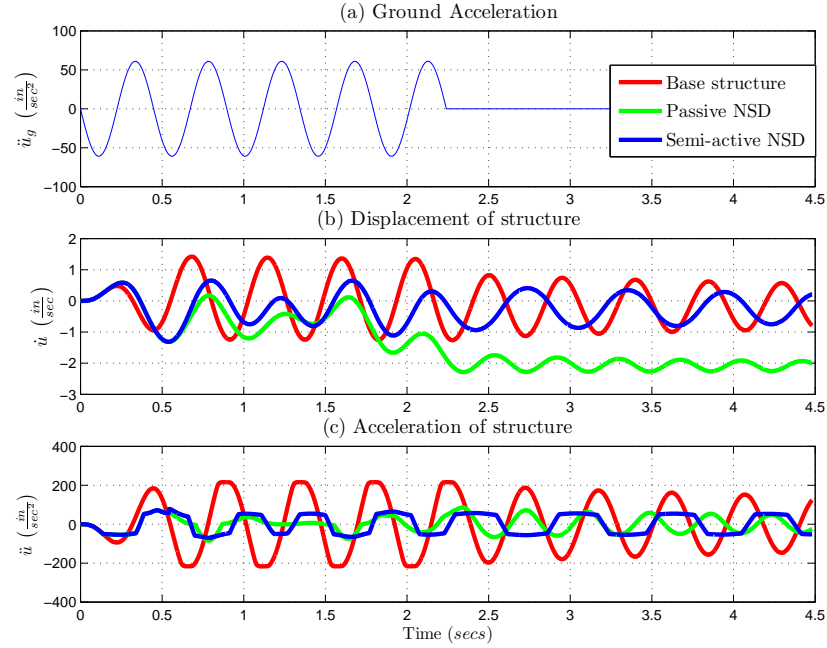 (a) Ground Acceleration
100
50
0
−50
−100
ü_g (in/sec²)
Base structure
Passive NSD
Semi-active NSD
0 0.5 1 1.5 2 2.5 3 3.5 4 4.5
(b) Displacement of structure
2
1
0
−1
−2
−3
u̇ (in/sec)
0 0.5 1 1.5 2 2.5 3 3.5 4 4.5
(c) Acceleration of structure
400
200
0
−200
−400
ü (in/sec²)
0 0.5 1 1.5 2 2.5 3 3.5 4 4.5
Time (secs)